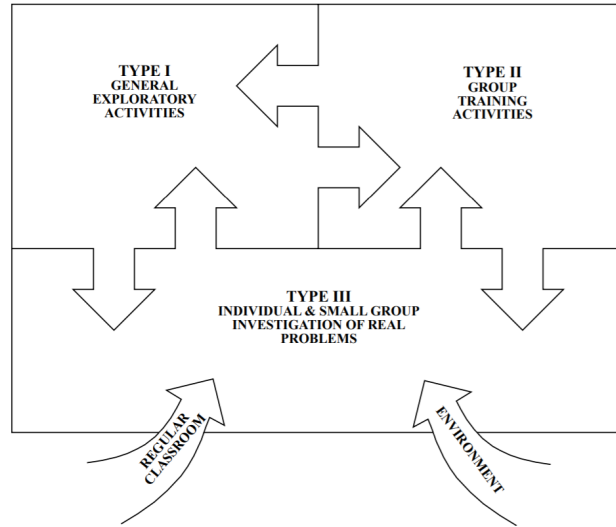 TYPE I
GENERAL
EXPLORATORY
ACTIVITIES
TYPE II
GROUP
TRAINING
ACTIVITIES
TYPE III
INDIVIDUAL & SMALL GROUP
INVESTIGATION OF REAL
PROBLEMS
REGULAR
CLASSROOM
ENVIRONMENT